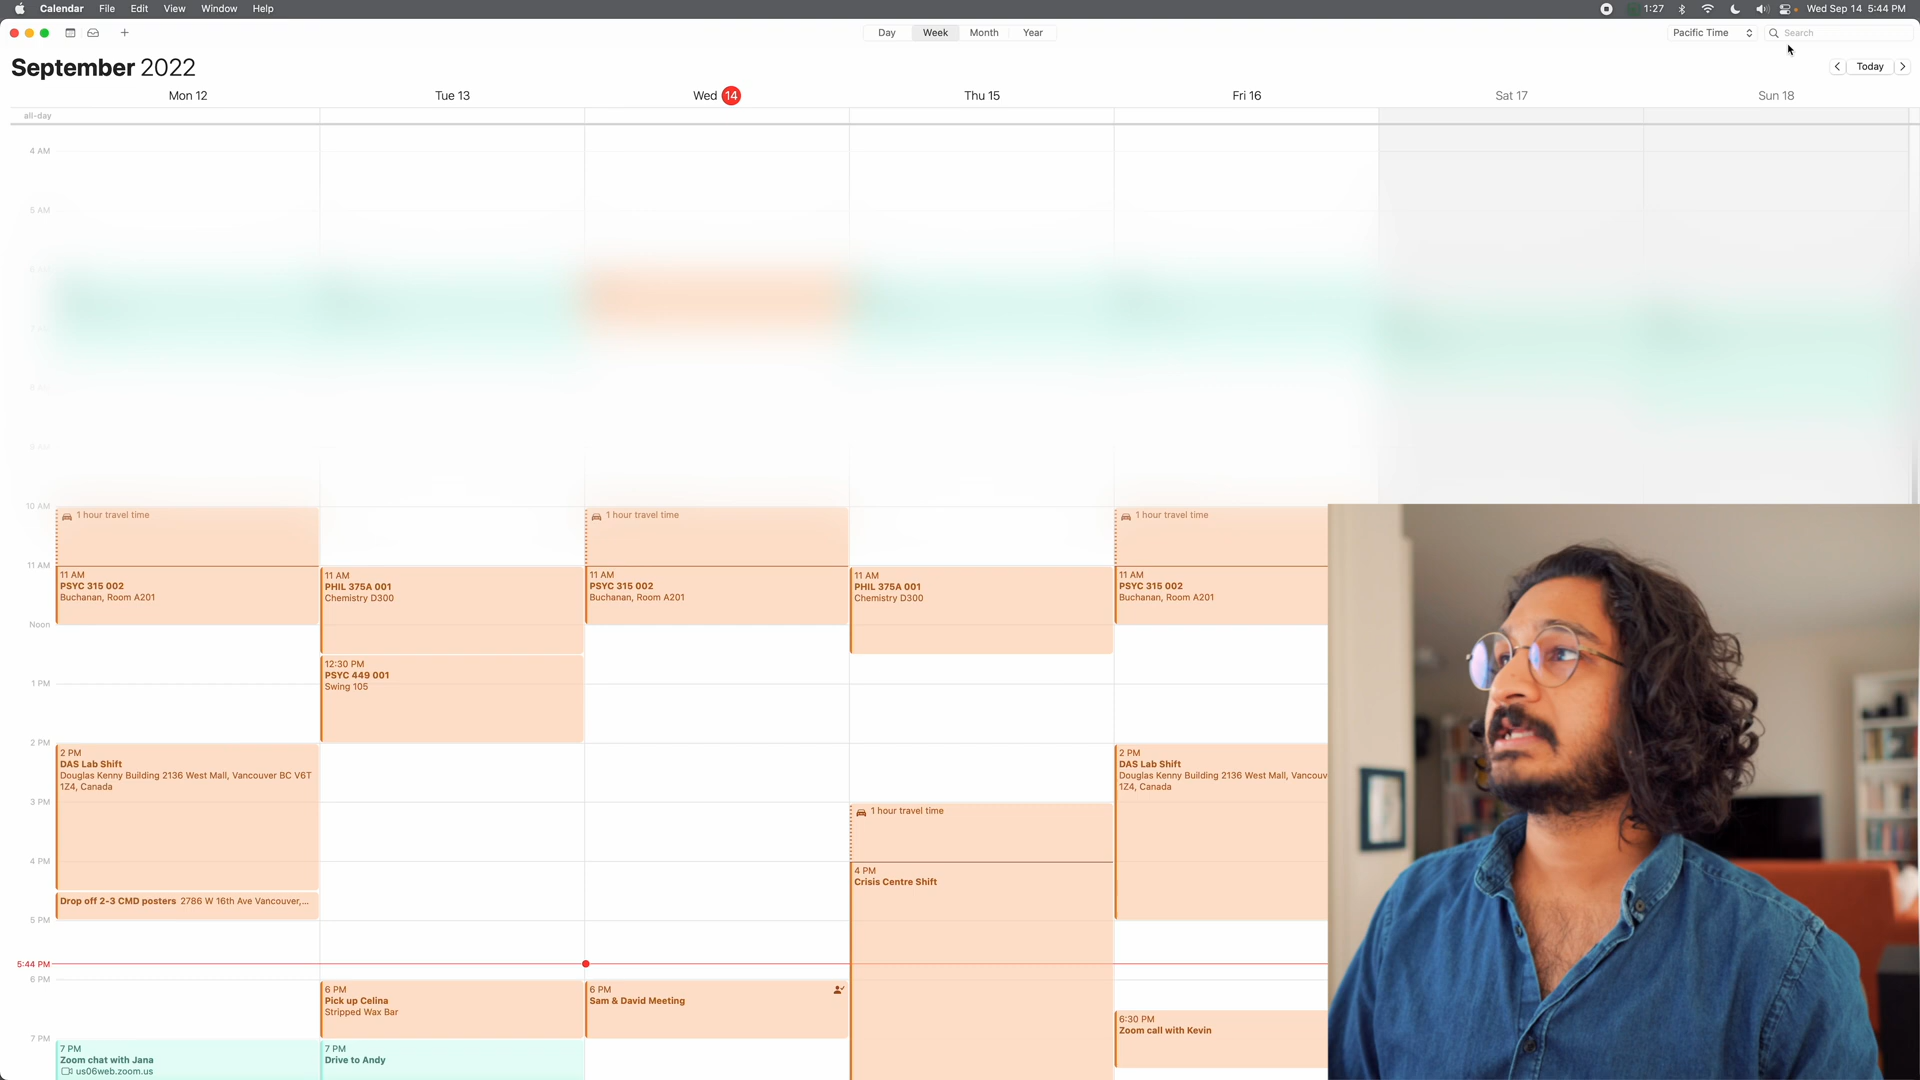 Calendar File Edit View Window Help 1:27 Wed Sep 14 5:44 PM
Day Week Month Year Pacific Time Search
September 2022
Today
Mon 12 Tue 13 Wed 14 Thu 15 Fri 16 Sat 17 Sun 18
all-day
4 AM
5 AM
10 AM
1 hour travel time
1 hour travel time
1 hour travel time
11 AM
11 AM
PSYC 315 002
Buchanan, Room A201
11 AM
PHIL 375A 001
Chemistry D300
11 AM
PSYC 315 002
Buchanan, Room A201
11 AM
PHIL 375A 001
Chemistry D300
11 AM
PSYC 315 002
Buchanan, Room A201
Noon
12:30 PM
PSYC 449 001
Swing 105
1 PM
2 PM
2 PM
DAS Lab Shift
Douglas Kenny Building 2136 West Mall, Vancouver BC V6T
1Z4, Canada
2 PM
DAS Lab Shift
Douglas Kenny Building 2136 West Mall, Vancouv
1Z4, Canada
3 PM
1 hour travel time
4 PM
4 PM
Crisis Centre Shift
Drop off 2-3 CMD posters 2786 W 16th Ave Vancouver,...
5 PM
5:44 PM
6 PM
6 PM
Pick up Celina
Stripped Wax Bar
6 PM
Sam & David Meeting
6:30 PM
Zoom call with Kevin
7 PM
7 PM
Zoom chat with Jana
us06web.zoom.us
7 PM
Drive to Andy